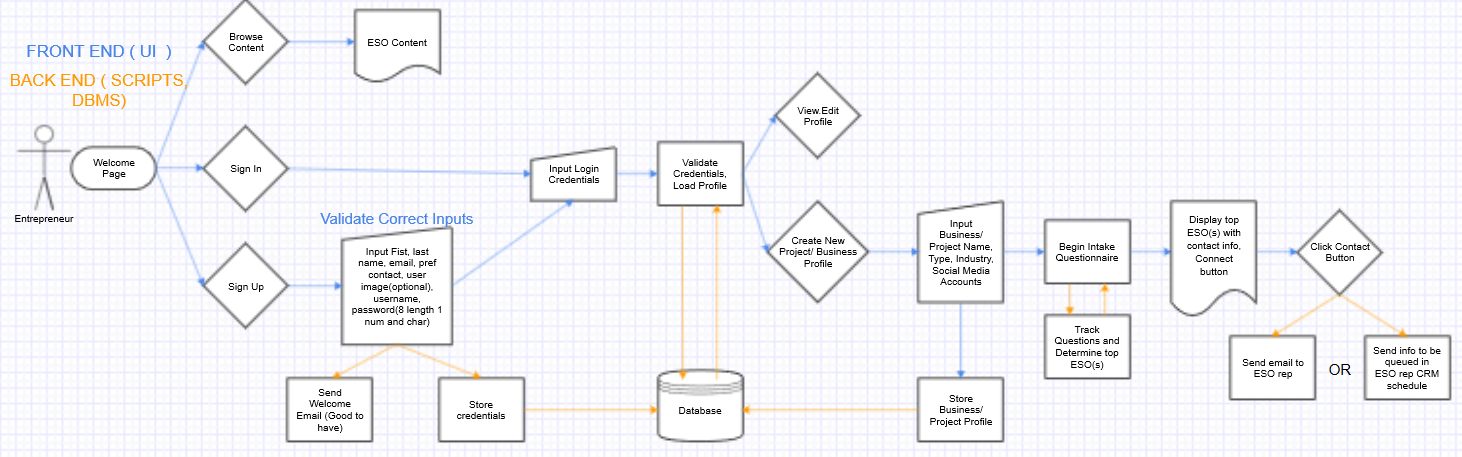 FRONT END ( UI  )
BACK END ( SCRIPTS,
DBMS)
Entrepreneur
Welcome
Page
Browse
Content
ESO Content
Sign In
Sign Up
Validate Correct Inputs
Input Fist, last
name, email, pref
contact, user
image(optional),
username,
password(8 length 1
num and char)
Send
Welcome
Email (Good to
have)
Store
credentials
Input Login
Credentials
Validate
Credentials,
Load Profile
Database
View.Edit
Profile
Create New
Project/ Business
Profile
Input
Business/
Project Name,
Type, Industry,
Social Media
Accounts
Store
Business/
Project Profile
Begin Intake
Questionnaire
Track
Questions and
Determine top
ESO(s)
Display top
ESO(s) with
contact info,
Connect
button
Click Contact
Button
Send email to
ESO rep
OR
Send info to be
queued in
ESO rep CRM
schedule